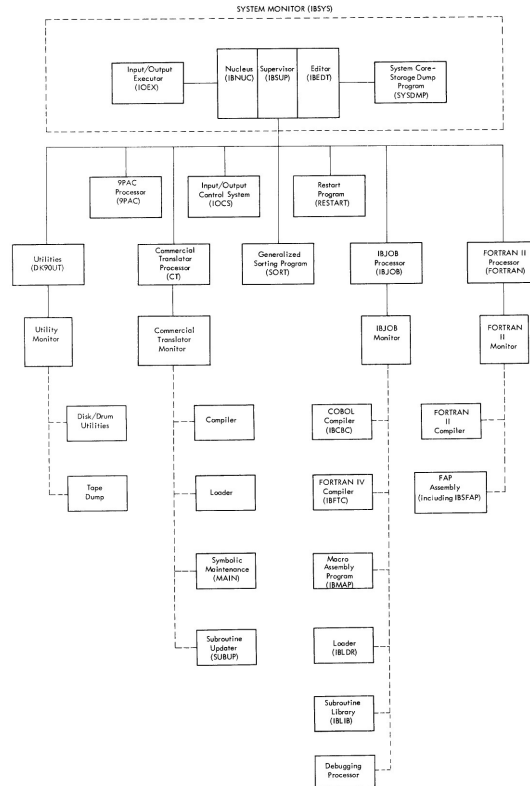 SYSTEM MONITOR (IBSYS)
Input/Output
Executor
(IOEX)
Nucleus
(IBNUC)
Supervisor
(IBSUP)
Editor
(IBEDT)
System Core-
Storage Dump
Program
(SYSDMP)
9PAC
Processor
(9PAC)
Input/Output
Control System
(IOCS)
Restart
Program
(RESTART)
Utilities
(DK90UT)
Commercial
Translator
Processor
(CT)
Generalized
Sorting Program
(SORT)
IBJOB
Processor
(IBJOB)
FORTRAN II
Processor
(FORTRAN)
Utility
Monitor
Commercial
Translator
Monitor
IBJOB
Monitor
FORTRAN
II
Monitor
Disk/Drum
Utilities
Compiler
COBOL
Compiler
(IBCBC)
FORTRAN
II
Compiler
Tape
Dump
Loader
FORTRAN IV
Compiler
(IBFTC)
FAP
Assembly
(including IBSFAP)
Symbolic
Maintenance
(MAIN)
Macro
Assembly
Program
(IBMAP)
Subroutine
Updater
(SUBUP)
Loader
(IBLDR)
Subroutine
Library
(IBLIB)
Debugging
Processor